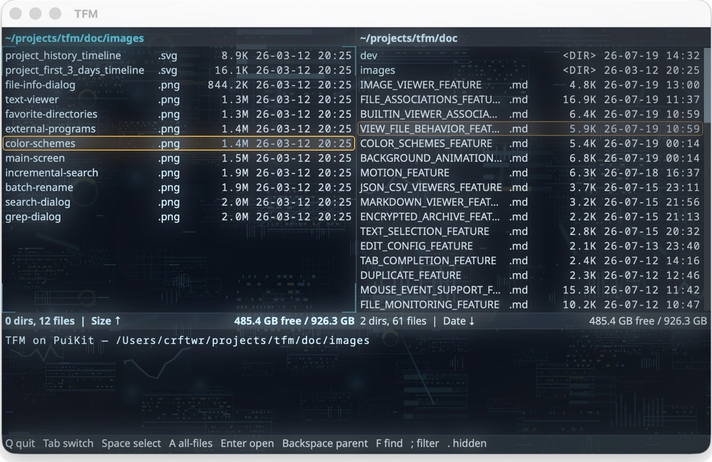 TFM
~/projects/tfm/doc/images
project_history_timeline .svg 8.9K 26-03-12 20:25
project_first_3_days_timeline .svg 16.1K 26-03-12 20:25
file-info-dialog .png 844.2K 26-03-12 20:25
text-viewer .png 1.3M 26-03-12 20:25
favorite-directories .png 1.3M 26-03-12 20:25
external-programs .png 1.4M 26-03-12 20:25
color-schemes .png 1.4M 26-03-12 20:25
main-screen .png 1.5M 26-03-12 20:25
incremental-search .png 1.9M 26-03-12 20:25
batch-rename .png 1.9M 26-03-12 20:25
search-dialog .png 2.0M 26-03-12 20:25
grep-dialog .png 2.0M 26-03-12 20:25
0 dirs, 12 files | Size ↑ 485.4 GB free / 926.3 GB
~/projects/tfm/doc
dev <DIR> 26-07-19 14:32
images <DIR> 26-03-12 20:25
IMAGE_VIEWER_FEATURE .md 4.8K 26-07-19 13:00
FILE_ASSOCIATIONS_FEATU... .md 16.9K 26-07-19 11:37
BUILTIN_VIEWER_ASSOCIA... .md 6.4K 26-07-19 10:59
VIEW_FILE_BEHAVIOR_FEAT... .md 5.9K 26-07-19 10:59
COLOR_SCHEMES_FEATURE .md 5.4K 26-07-19 00:14
BACKGROUND_ANIMATION... .md 6.8K 26-07-19 00:14
MOTION_FEATURE .md 6.3K 26-07-18 16:37
JSON_CSV_VIEWERS_FEATURE .md 3.7K 26-07-15 23:11
MARKDOWN_VIEWER_FEAT... .md 3.2K 26-07-15 21:56
ENCRYPTED_ARCHIVE_FEAT... .md 2.2K 26-07-15 21:13
TEXT_SELECTION_FEATURE .md 2.8K 26-07-15 20:32
EDIT_CONFIG_FEATURE .md 2.1K 26-07-13 23:40
TAB_COMPLETION_FEATURE .md 2.4K 26-07-12 14:16
DUPLICATE_FEATURE .md 2.3K 26-07-12 12:46
MOUSE_EVENT_SUPPORT_F... .md 15.3K 26-07-12 11:42
FILE_MONITORING_FEATURE .md 10.2K 26-07-12 10:47
2 dirs, 61 files | Date ↓ 485.4 GB free / 926.3 GB
TFM on PuiKit — /Users/crftwr/projects/tfm/doc/images
Q quit Tab switch Space select A all-files Enter open Backspace parent F find ; filter . hidden